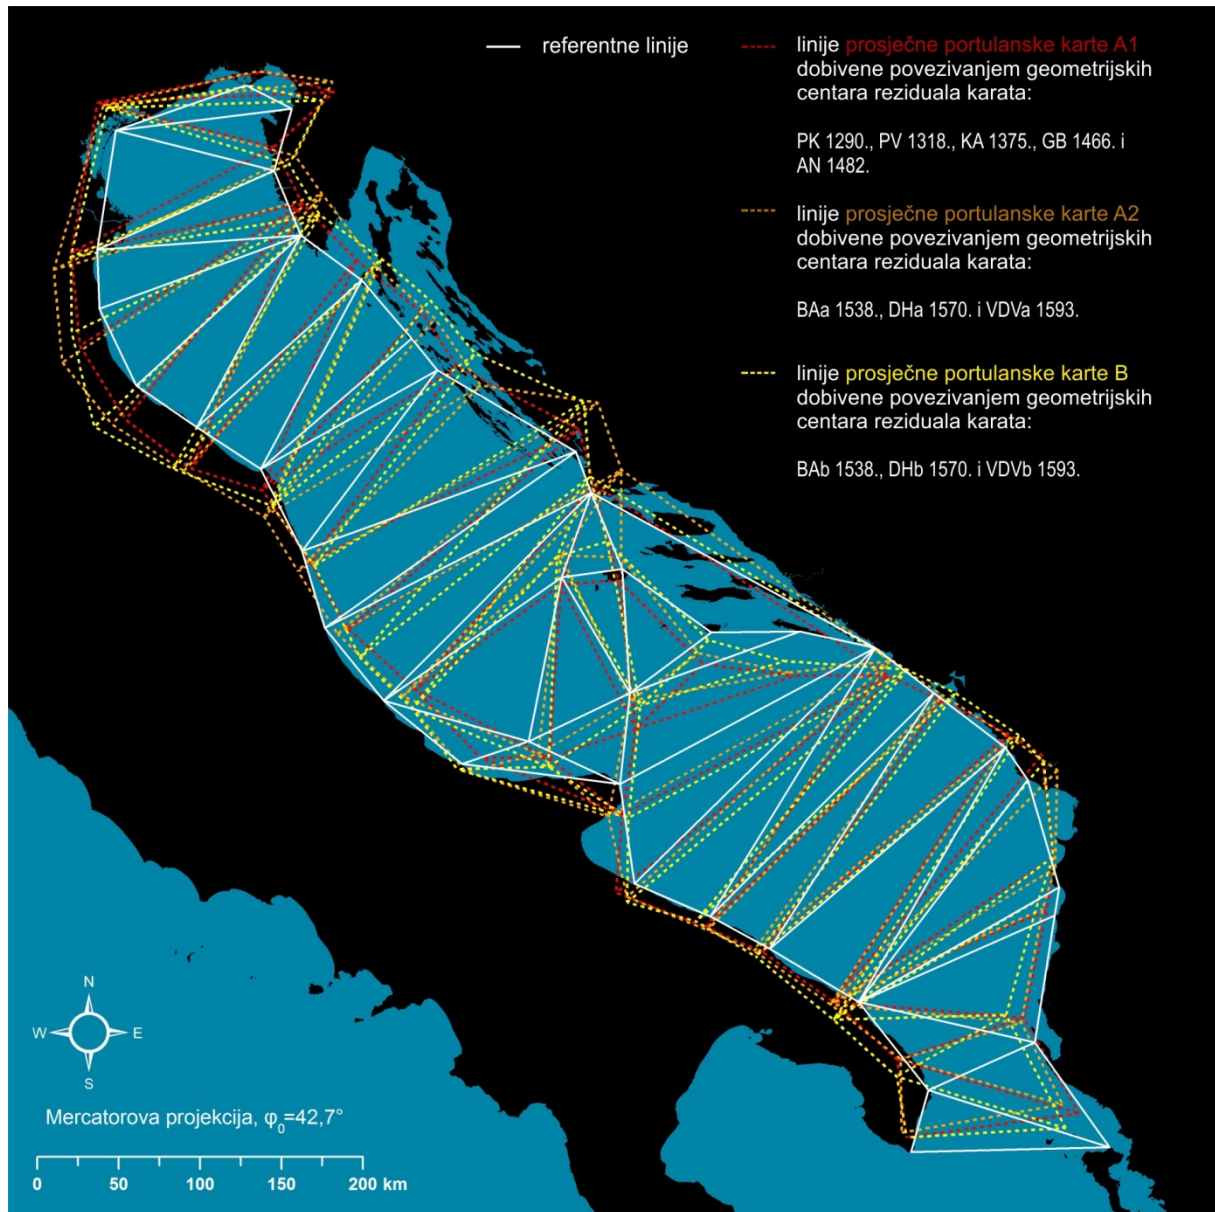 referentne linije
linije prosječne portulanske karte A1
dobivene povezivanjem geometrijskih
centara reziduala karata:
PK 1290., PV 1318., KA 1375., GB 1466. i
AN 1482.
linije prosječne portulanske karte A2
dobivene povezivanjem geometrijskih
centara reziduala karata:
BAa 1538., DHa 1570. i VDVa 1593.
linije prosječne portulanske karte B
dobivene povezivanjem geometrijskih
centara reziduala karata:
BAb 1538., DHb 1570. i VDVb 1593.
N
W E
S
Mercatorova projekcija, φ₀=42,7°
0 50 100 150 200 km